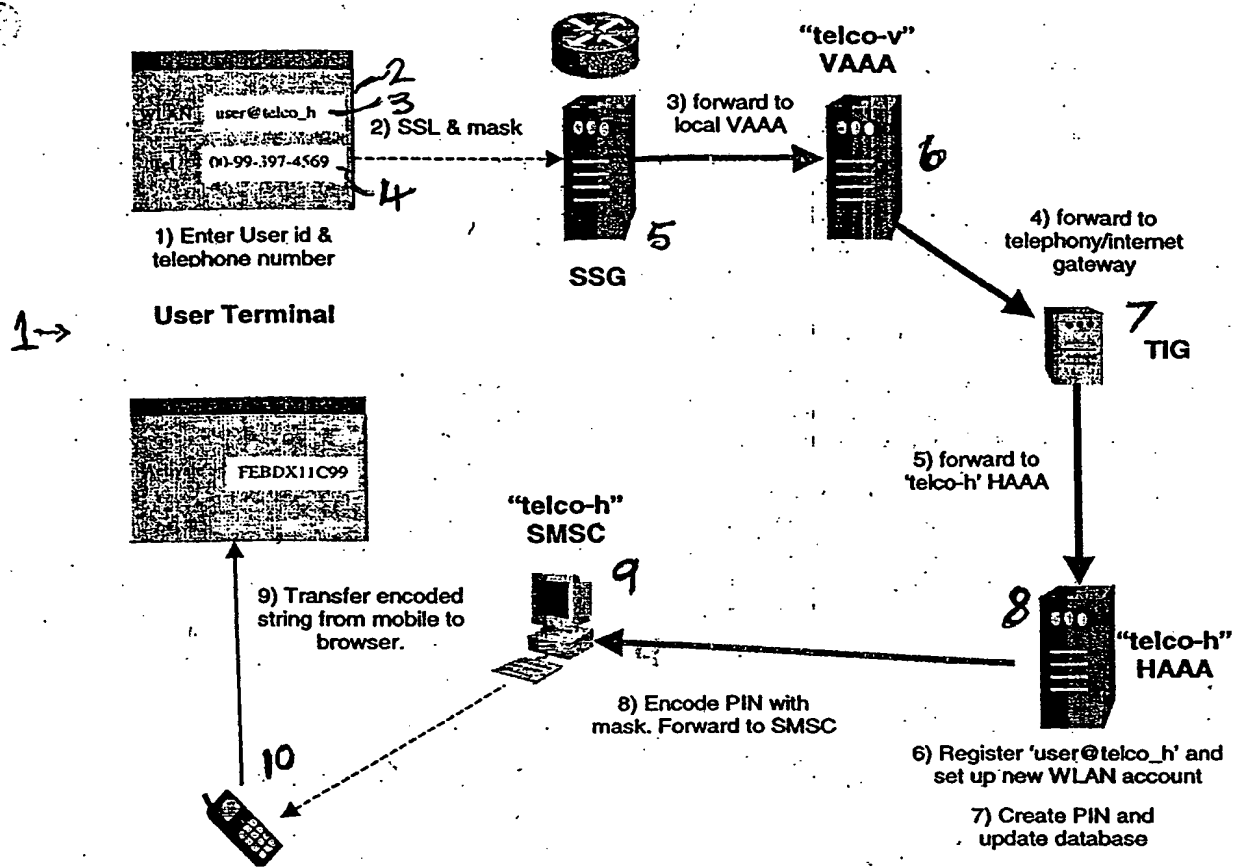 "telco-v"
VAAA
2
WLAN
user@telco_h
3
2) SSL & mask
3) forward to
local VAAA
00-99-397-4569
4
6
1) Enter User id &
telephone number
5
SSG
4) forward to
telephony/internet
gateway
User Terminal
1
7
TIG
5) forward to
'telco-h' HAAA
FEBDX11C99
"telco-h"
SMSC
9
9) Transfer encoded
string from mobile to
browser.
8
"telco-h"
HAAA
8) Encode PIN with
mask. Forward to SMSC
10
6) Register 'user@telco_h' and
set up new WLAN account
7) Create PIN and
update database